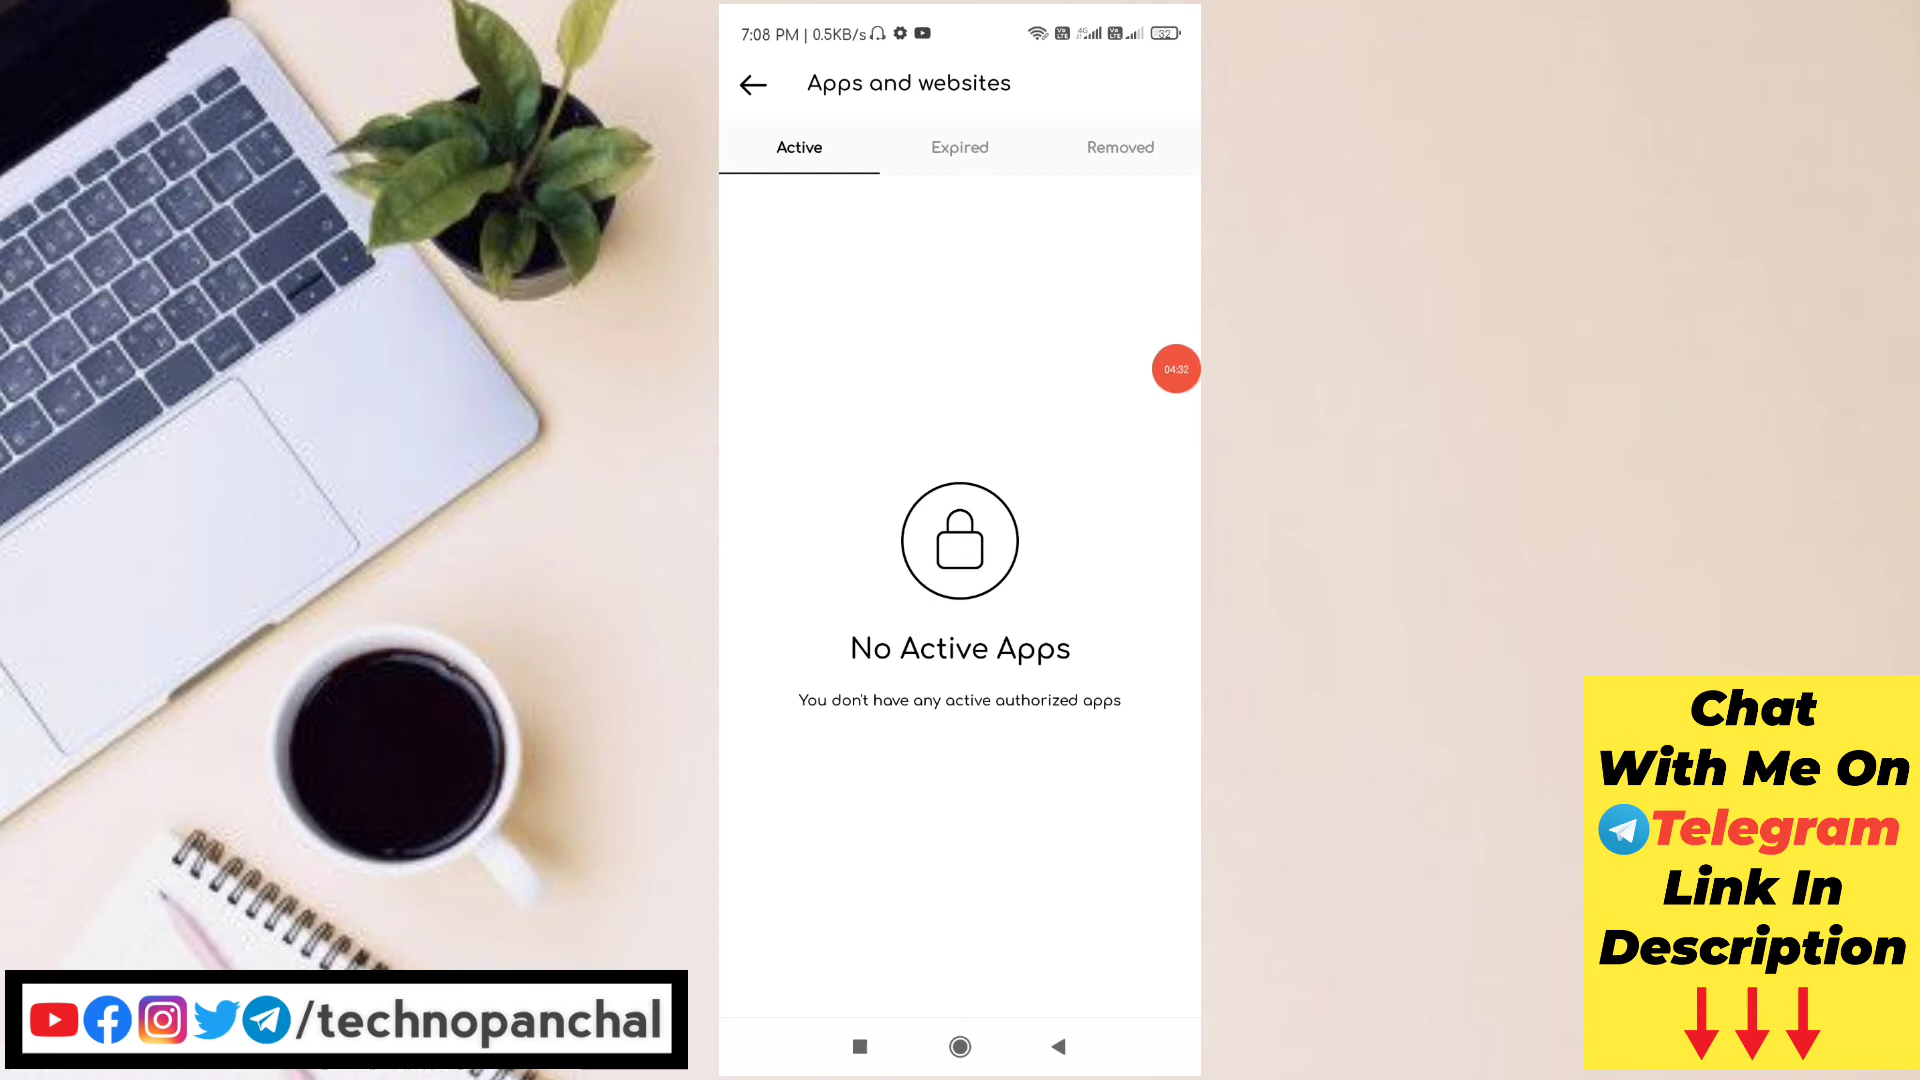 7:08 PM | 0.5KB/s
4G
32
Apps and websites
Active
Expired
Removed
04:32
No Active Apps
You don't have any active authorized apps
Chat
With Me On
Telegram
Link In
Description
/technopanchal